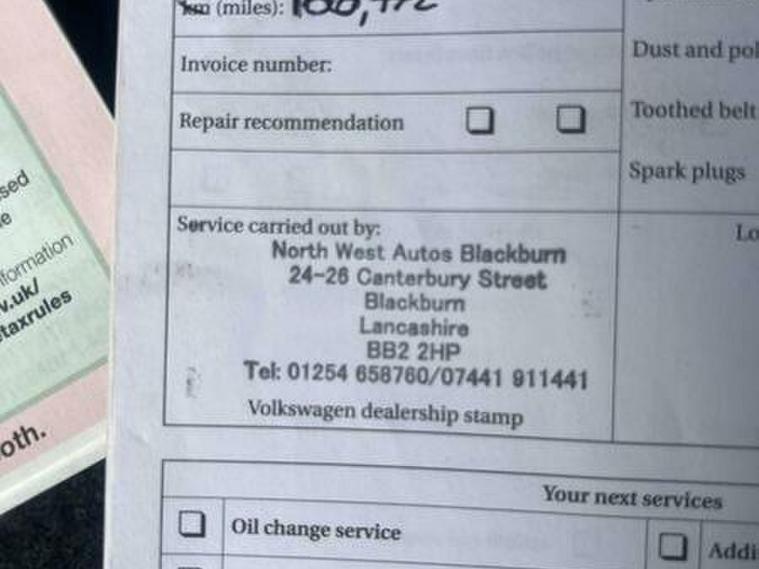 km (miles):
Invoice number:
Repair recommendation
Service carried out by:
North West Autos Blackburn
24-26 Canterbury Street
Blackburn
Lancashire
BB2 2HP
Tel: 01254 658760/07441 911441
Volkswagen dealership stamp
Dust and pol
Toothed belt
Spark plugs
Lo
Your next services
Oil change service
Addi
sed
e
formation
v.uk/
taxrules
oth.